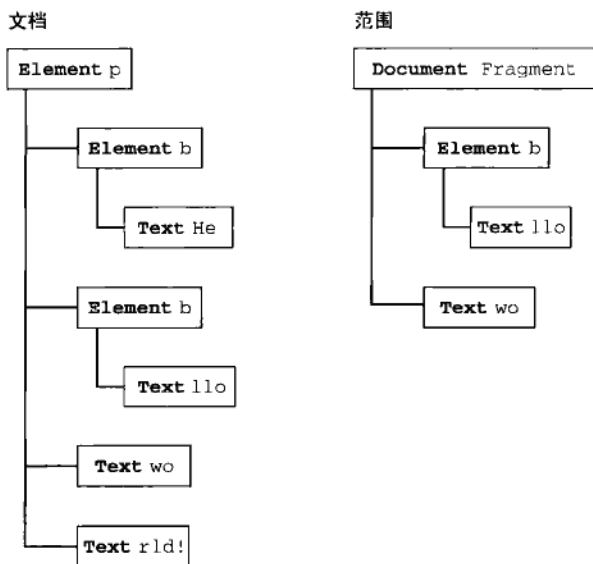 文档
Element p
Element b
Text He
Element b
Text llo
Text wo
Text rld!
范围
Document Fragment
Element b
Text llo
Text wo